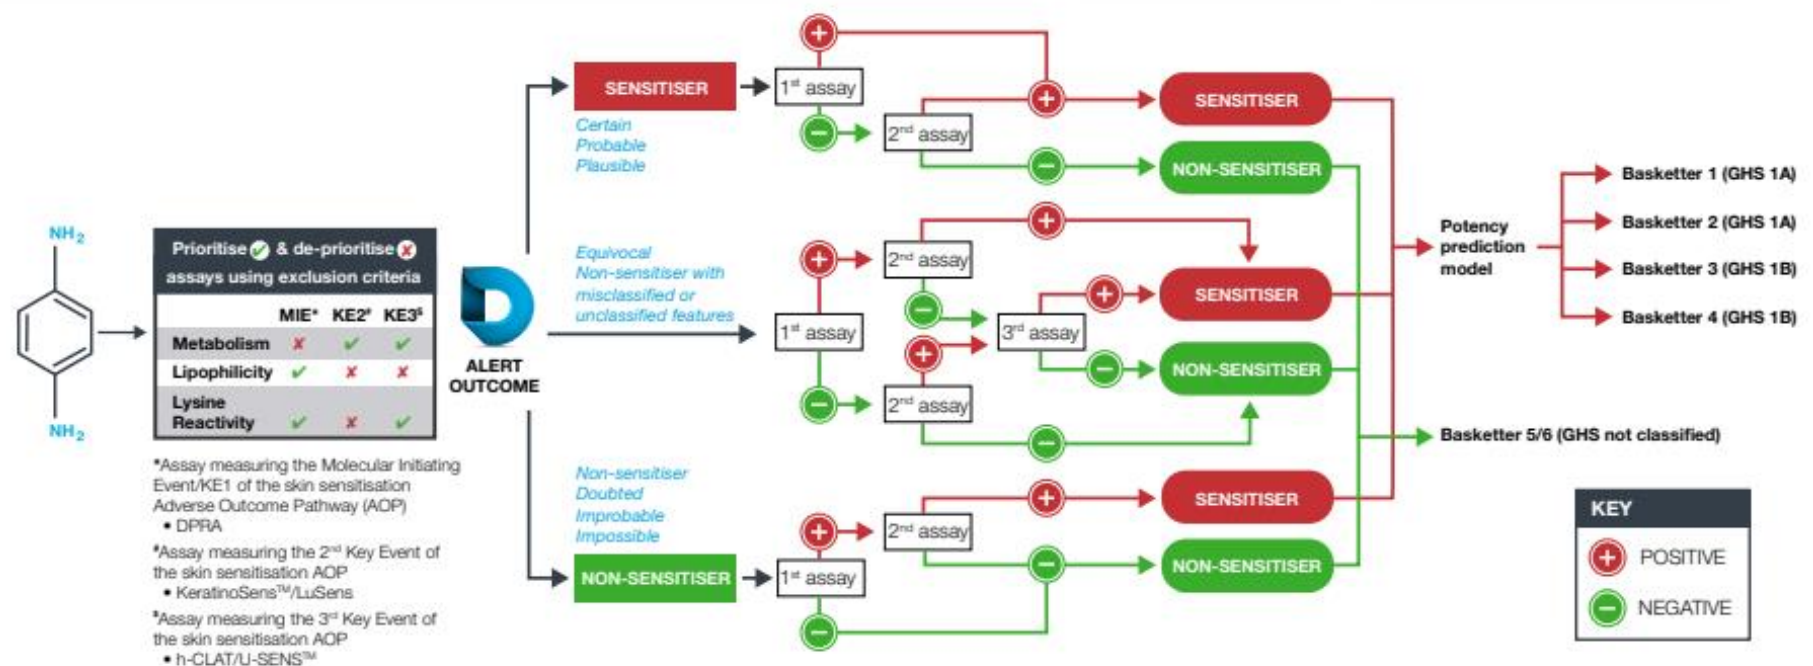 NH2
NH2
Prioritise & de-prioritise
assays using exclusion criteria
MIE* KE2# KE3$
Metabolism ✘ ✔ ✔
Lipophilicity ✔ ✘ ✘
Lysine
Reactivity ✔ ✘ ✔
*Assay measuring the Molecular Initiating
Event/KE1 of the skin sensitisation
Adverse Outcome Pathway (AOP)
• DPRA
#Assay measuring the 2nd Key Event of
the skin sensitisation AOP
• KeratinoSens™/LuSens
$Assay measuring the 3rd Key Event of
the skin sensitisation AOP
• h-CLAT/U-SENS™
ALERT
OUTCOME
SENSITISER
Certain
Probable
Plausible
1st assay
+
−
2nd assay
+
−
SENSITISER
NON-SENSITISER
Equivocal
Non-sensitiser with
misclassified or
unclassified features
1st assay
+
−
2nd assay
+
−
3rd assay
+
−
2nd assay
+
−
SENSITISER
NON-SENSITISER
Non-sensitiser
Doubted
Improbable
Impossible
NON-SENSITISER
1st assay
+
−
2nd assay
+
−
SENSITISER
NON-SENSITISER
Potency
prediction
model
Basketter 1 (GHS 1A)
Basketter 2 (GHS 1A)
Basketter 3 (GHS 1B)
Basketter 4 (GHS 1B)
Basketter 5/6 (GHS not classified)
KEY
+ POSITIVE
− NEGATIVE